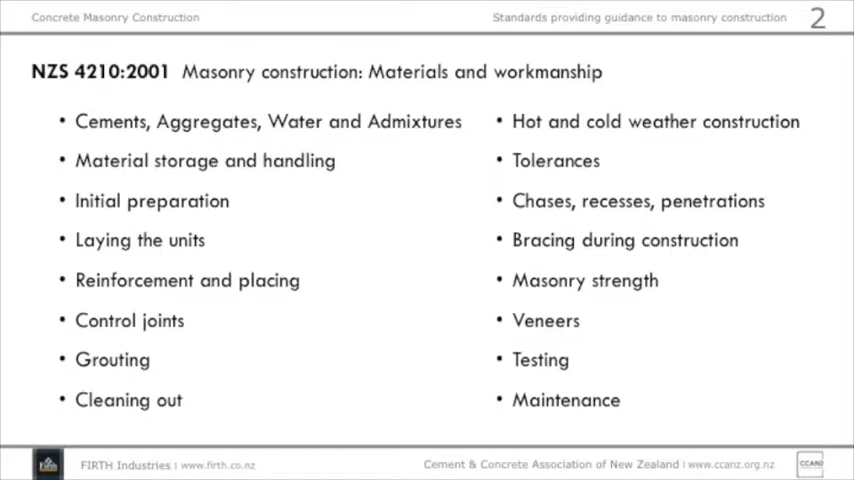 Concrete Masonry Construction
Standards providing guidance to masonry construction 2
NZS 4210:2001 Masonry construction: Materials and workmanship
• Cements, Aggregates, Water and Admixtures
• Material storage and handling
• Initial preparation
• Laying the units
• Reinforcement and placing
• Control joints
• Grouting
• Cleaning out
• Hot and cold weather construction
• Tolerances
• Chases, recesses, penetrations
• Bracing during construction
• Masonry strength
• Veneers
• Testing
• Maintenance
Firth
FIRTH Industries | www.firth.co.nz
Cement & Concrete Association of New Zealand | www.ccanz.org.nz
CCANZ